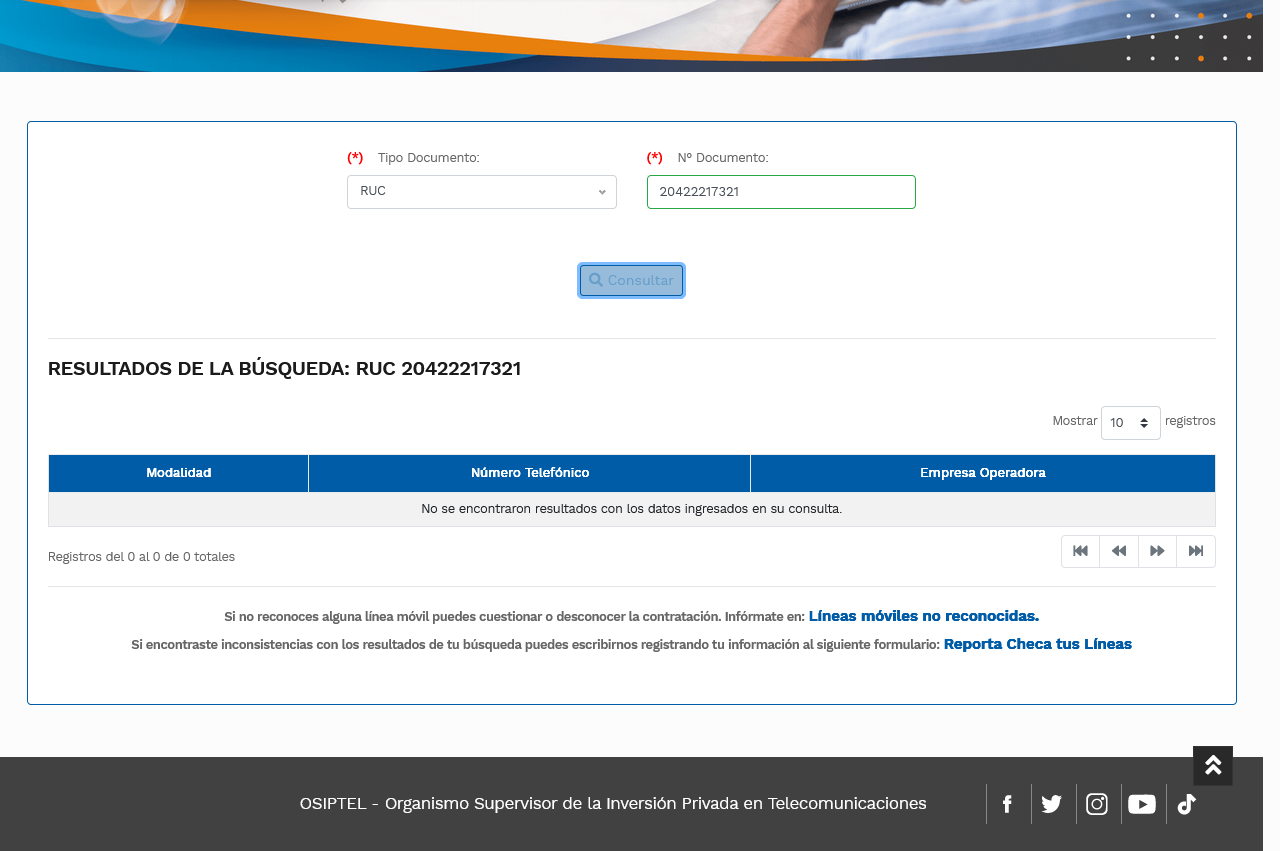 (*) Tipo Documento:
(*) Nº Documento:
RUC
20422217321
Consultar
RESULTADOS DE LA BÚSQUEDA: RUC 20422217321
Mostrar 10 registros
Modalidad Número Telefónico Empresa Operadora
No se encontraron resultados con los datos ingresados en su consulta.
Registros del 0 al 0 de 0 totales
Si no reconoces alguna línea móvil puedes cuestionar o desconocer la contratación. Infórmate en: Líneas móviles no reconocidas.
Si encontraste inconsistencias con los resultados de tu búsqueda puedes escribirnos registrando tu información al siguiente formulario: Reporta Checa tus Líneas
OSIPTEL - Organismo Supervisor de la Inversión Privada en Telecomunicaciones